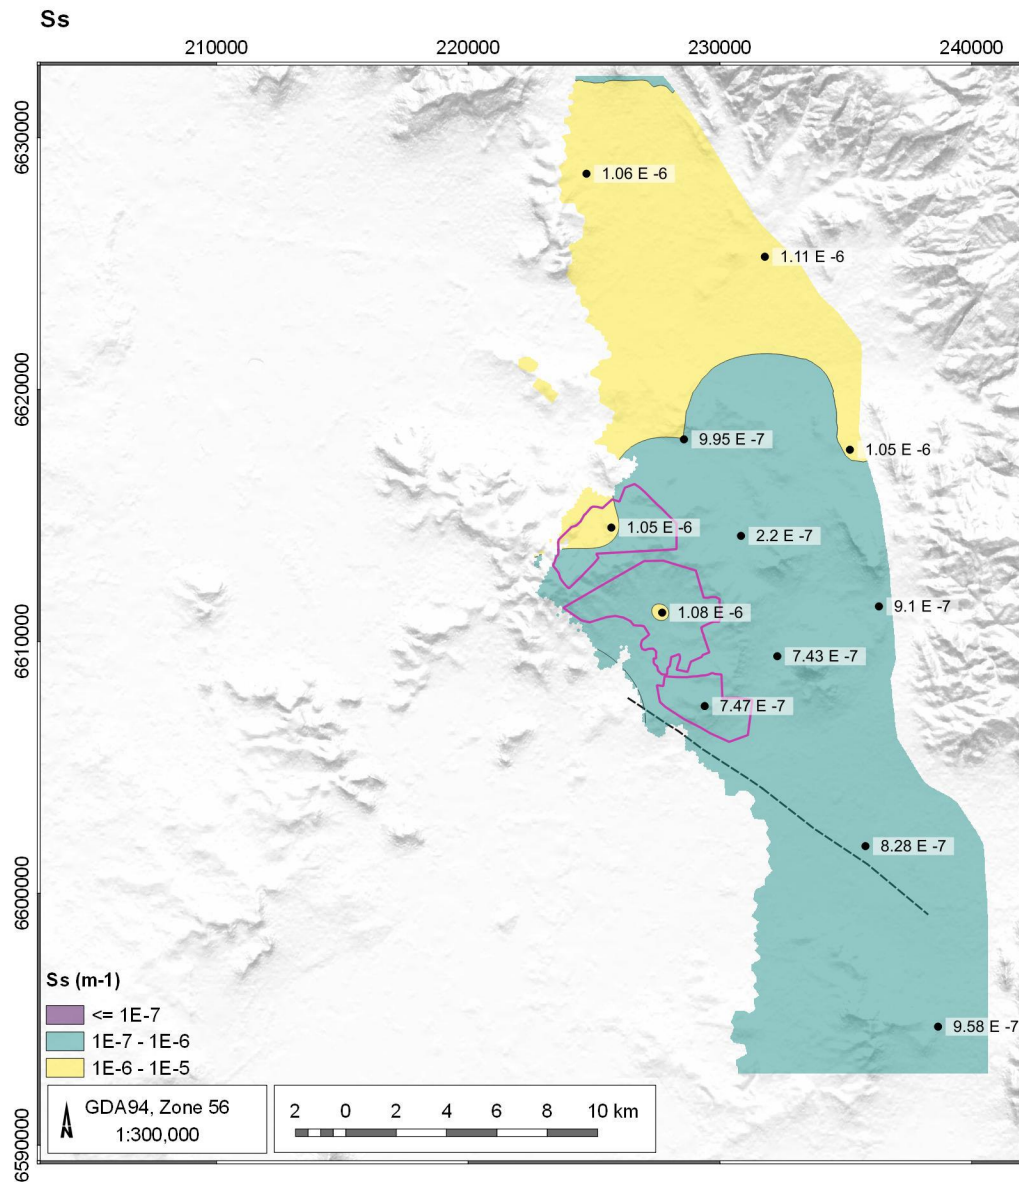 Ss
210000
220000
230000
240000
6630000
6620000
6610000
6600000
6590000
1.06 E -6
1.11 E -6
9.95 E -7
1.05 E -6
1.05 E -6
2.2 E -7
9.1 E -7
1.08 E -6
7.43 E -7
7.47 E -7
8.28 E -7
9.58 E -7
Ss (m-1)
<= 1E-7
1E-7 - 1E-6
1E-6 - 1E-5
N
GDA94, Zone 56
1:300,000
2 0 2 4 6 8 10 km